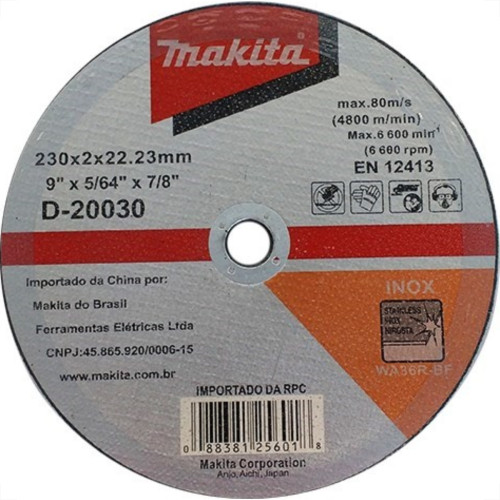 makita
max.80m/s
(4800 m/min)
Max.6 600 min
(6 600 rpm)
EN 12413
230x2x22.23mm
9" x 5/64" x 7/8"
D-20030
Importado da China por:
Makita do Brasil
Ferramentas Elétricas Ltda
CNPJ:45.865.920/0006-15
www.makita.com.br
INOX
STAINLESS
INOX
WA36R-BF
IMPORTADO DA RPC
0 88381 25601 8
Makita Corporation
Anjo, Aichi, Japan